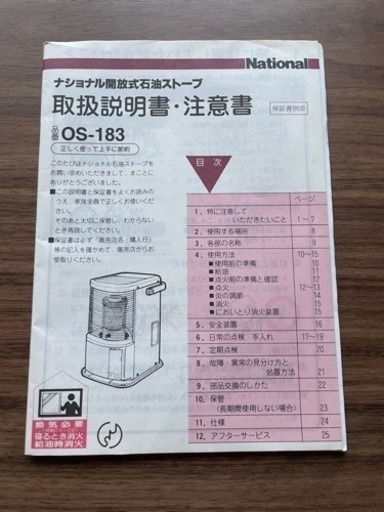 National
ナショナル開放式石油ストーブ
取扱説明書・注意書
保証書別添
品番 OS-183
正しく使って上手に節約
このたびはナショナル石油ストーブを
お買い求めいただきまして、まことに
ありがとうございました。
■この説明書と保証書をよくお読みの
うえ、家族全員で正しくお使いください。
そのあと大切に保管し、わからない
とき再読してください。
■保証書は必ず「販売店名・購入日」
等の記入を確かめて、販売店からお
受取りください。
目次
ページ
1. 特に注意して
いただきたいこと 1~7
2. 使用する場所 8
3. 各部の名称 9
4. 使用方法 10~15
■使用前の準備 10
■給油 11
■点火前の準備と確認 12
■点火 12~13
■炎の調節 14
■消火 15
■においとり消火装置 15
5. 安全装置 16
6. 日常の点検 手入れ 17~19
7. 定期点検 20
8. 故障・異常の見分け方と
処置方法 21
9. 部品交換のしかた 22
10. 保管
(長期間使用しない場合) 23
11. 仕様 24
12. アフターサービス 25
換気必要
寝るとき消火
給油時消火